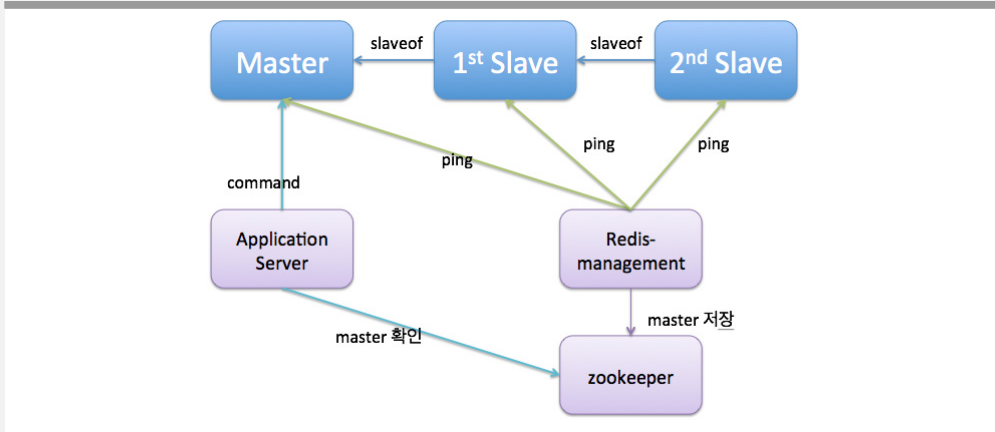 slaveof
slaveof
Master
1st Slave
2nd Slave
ping
ping
ping
command
Application
Server
Redis-
management
master 저장
master 확인
zookeeper